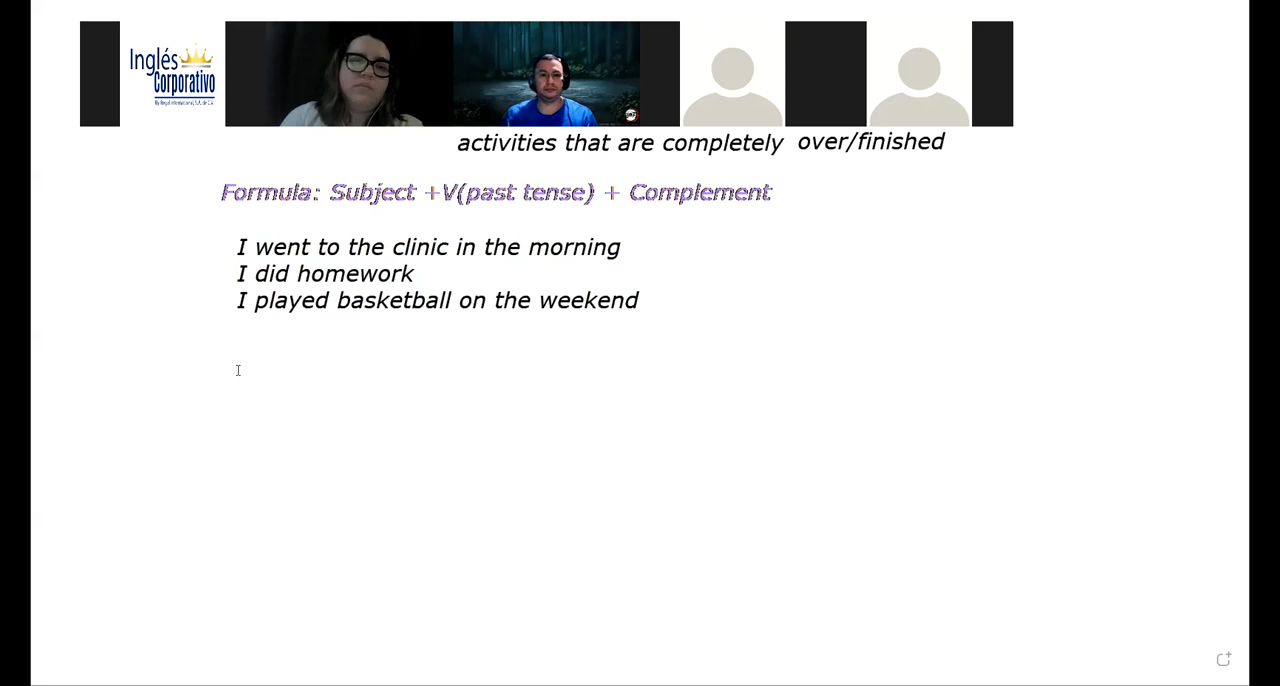 Inglés
Corporativo
activities that are completely over/finished
Formula: Subject +V(past tense) + Complement
I went to the clinic in the morning
I did homework
I played basketball on the weekend